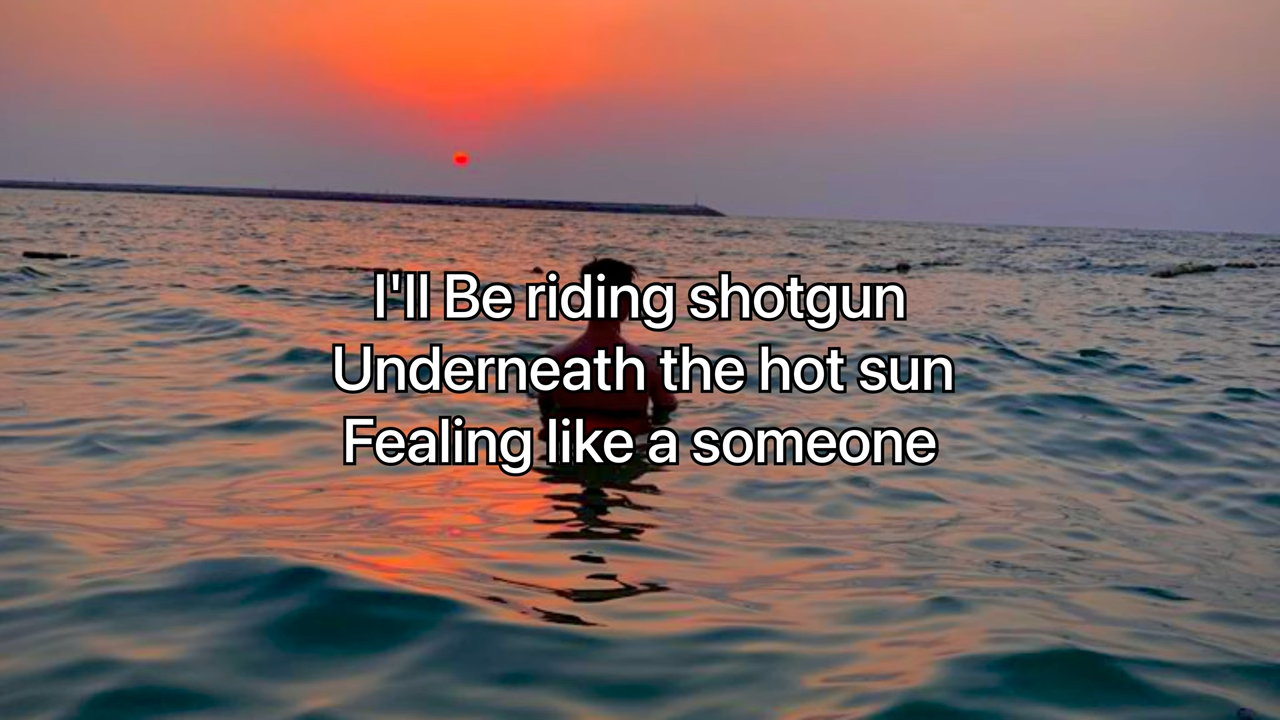 I'll Be riding shotgun
Underneath the hot sun
Fealing like a someone